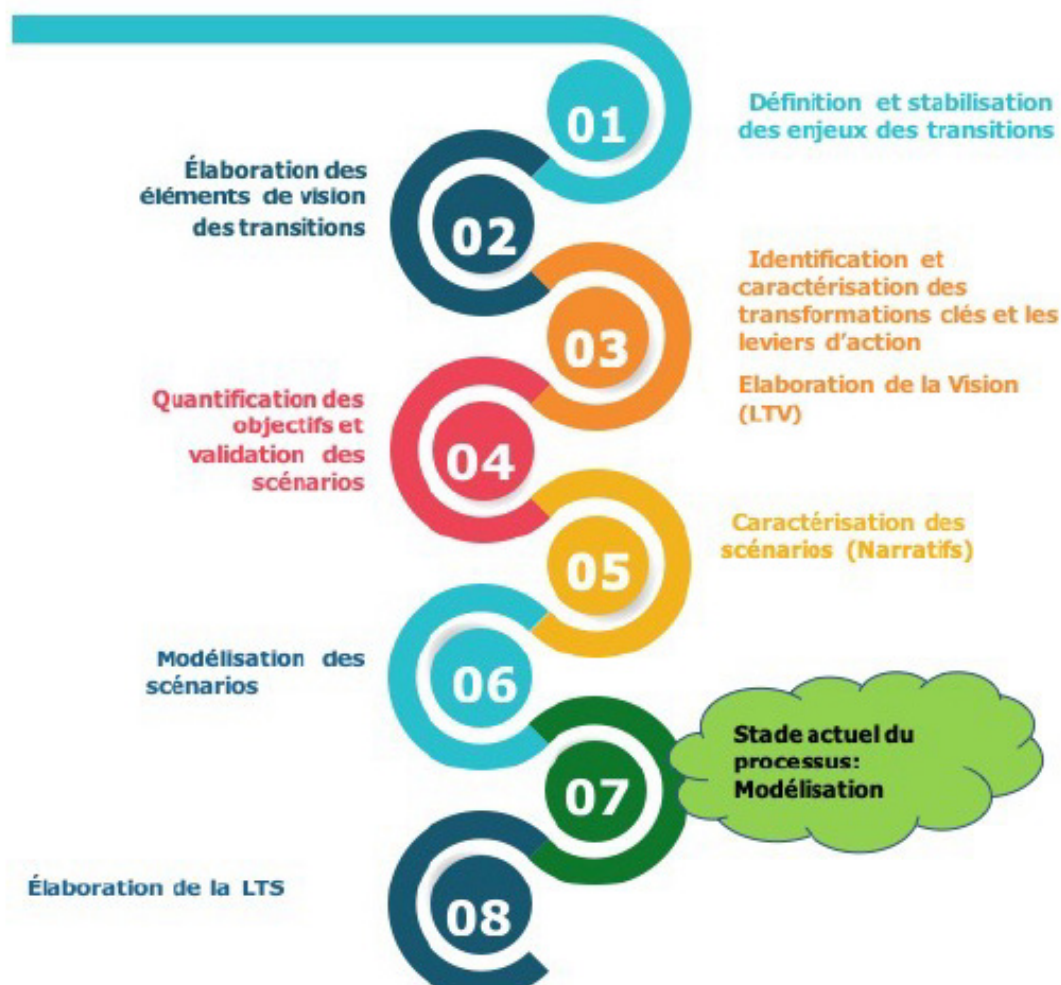 01
Définition et stabilisation
des enjeux des transitions
Élaboration des
éléments de vision
des transitions
02
Identification et
caractérisation des
transformations clés et les
leviers d'action
Elaboration de la Vision
(LTV)
03
Quantification des
objectifs et
validation des
scénarios
04
Caractérisation des
scénarios (Narratifs)
05
Modélisation des
scénarios
06
Stade actuel du
processus:
Modélisation
07
Élaboration de la LTS
08